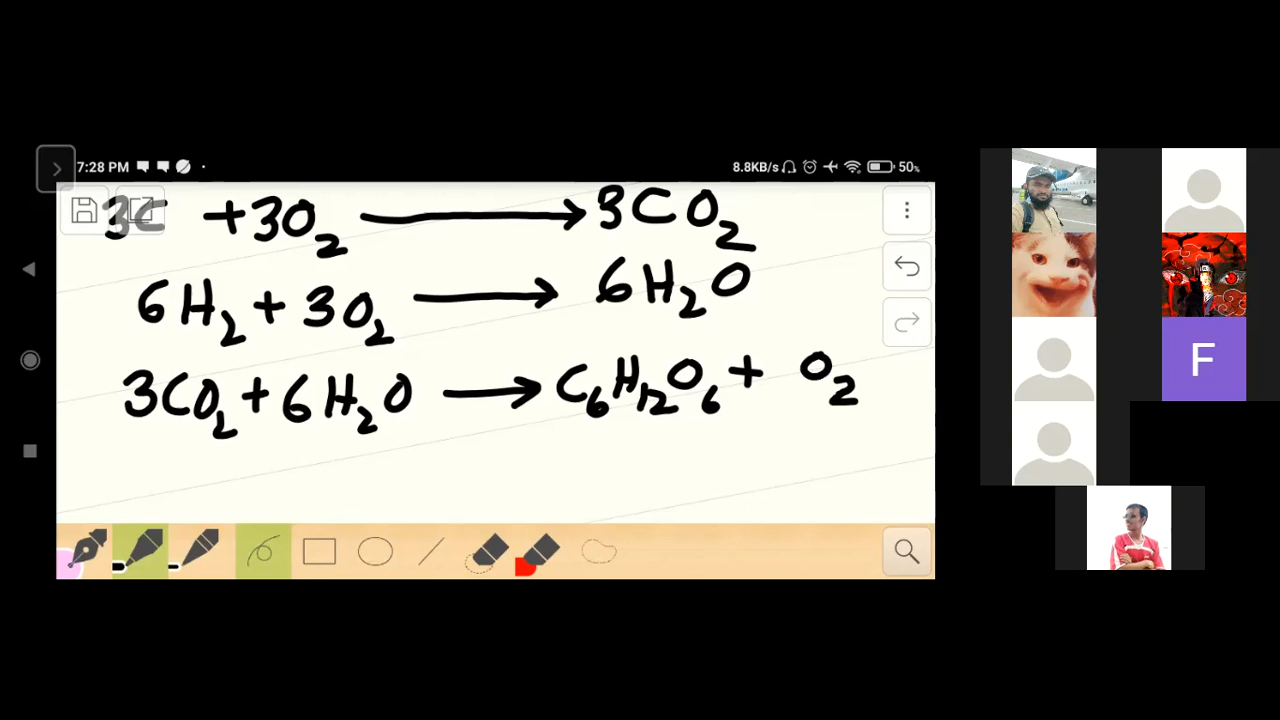 7:28 PM 8.8KB/s 50%
3C + 3O₂ ⟶ 3CO₂
6H₂ + 3O₂ ⟶ 6H₂O
3CO₂ + 6H₂O ⟶ C₆H₁₂O₆ + O₂
F